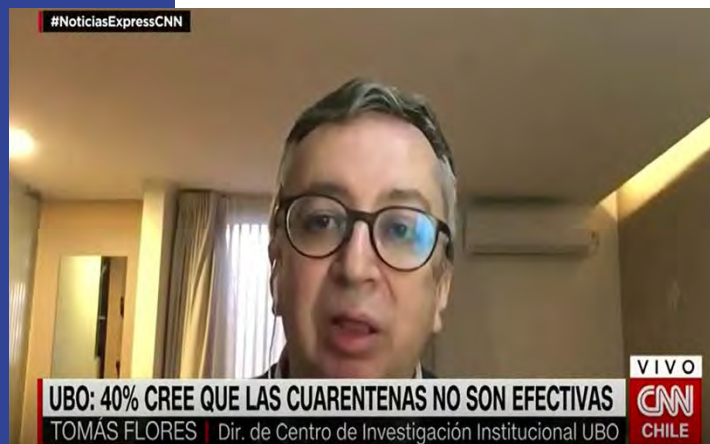 #NoticiasExpressCNN
VIVO
UBO: 40% CREE QUE LAS CUARENTENAS NO SON EFECTIVAS
CNN
TOMÁS FLORES | Dir. de Centro de Investigación Institucional UBO
CHILE